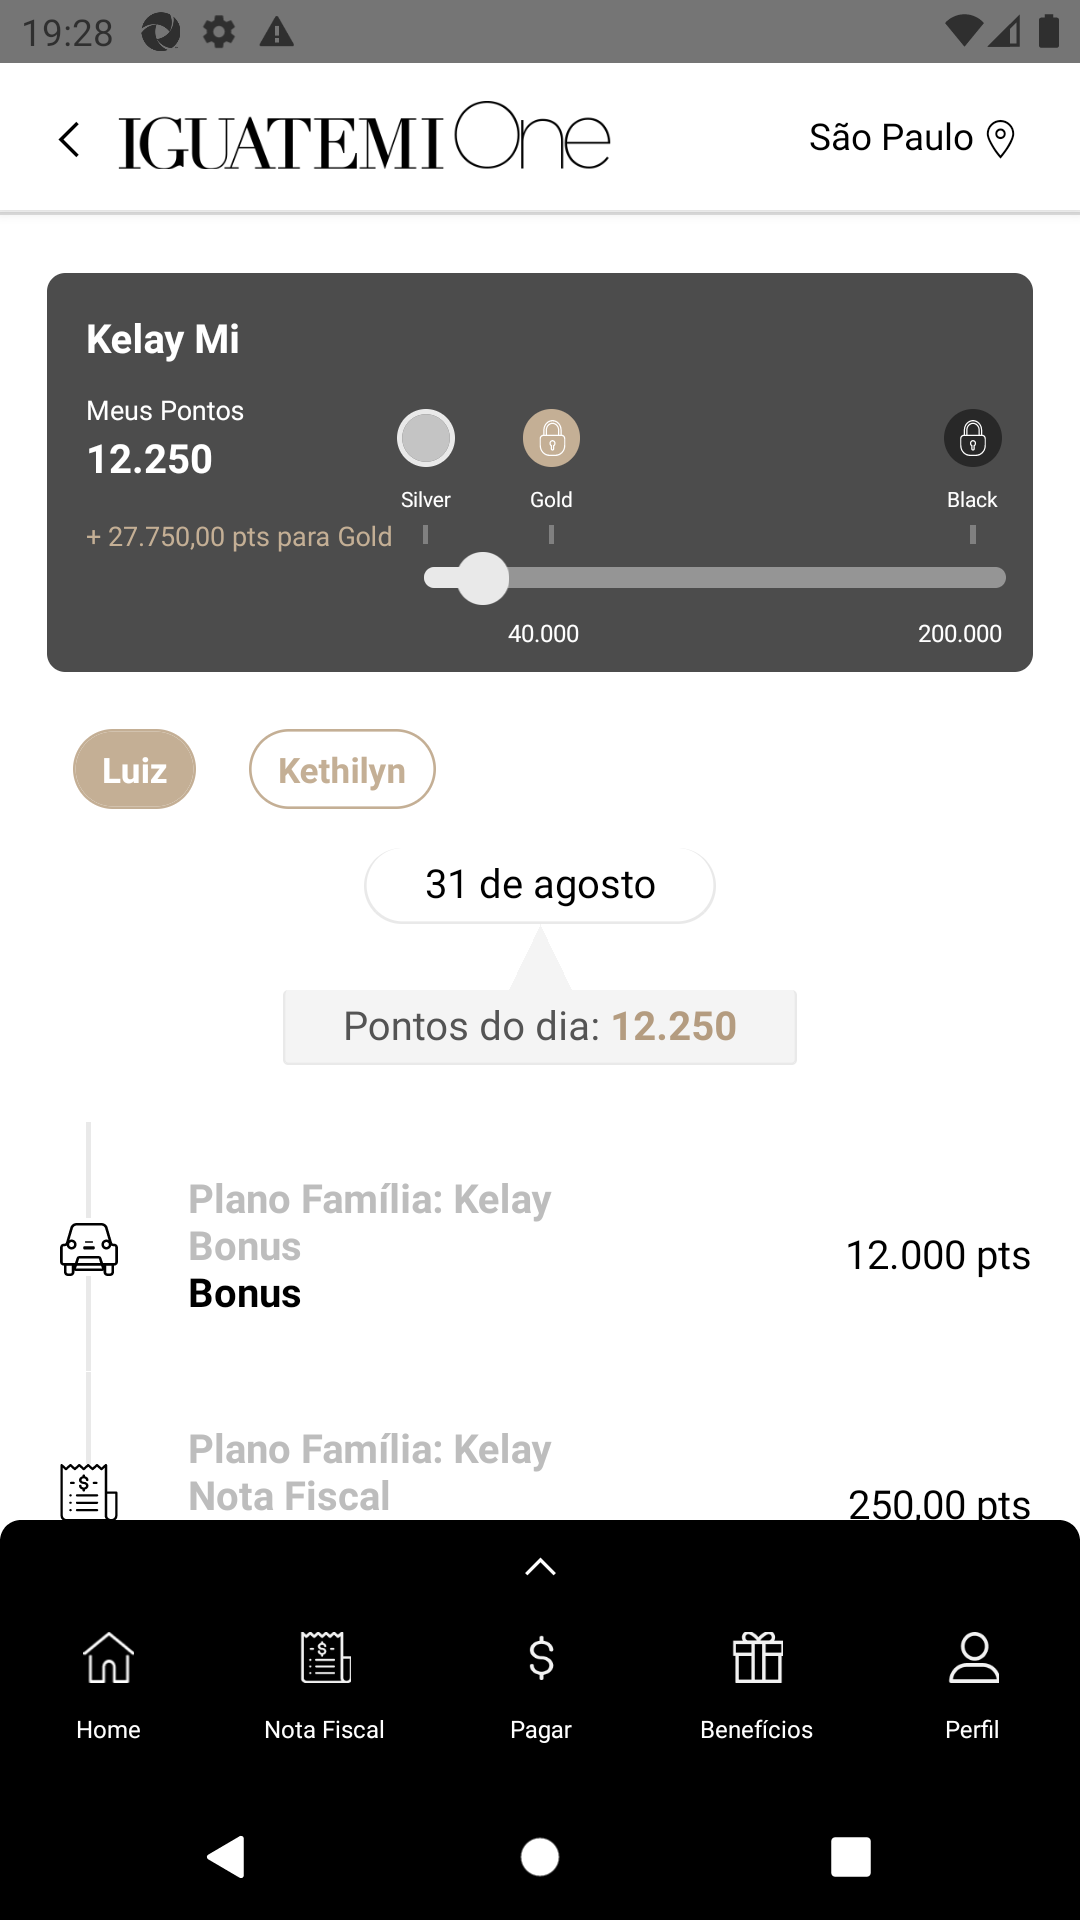 19:28
IGUATEMI One
São Paulo
Kelay Mi
Meus Pontos
12.250
+ 27.750,00 pts para Gold
Silver
Gold
Black
40.000
200.000
Luiz
Kethilyn
31 de agosto
Pontos do dia: 12.250
Plano Família: Kelay
Bonus
Bonus
12.000 pts
Plano Família: Kelay
Nota Fiscal
250,00 pts
Home
Nota Fiscal
Pagar
Benefícios
Perfil